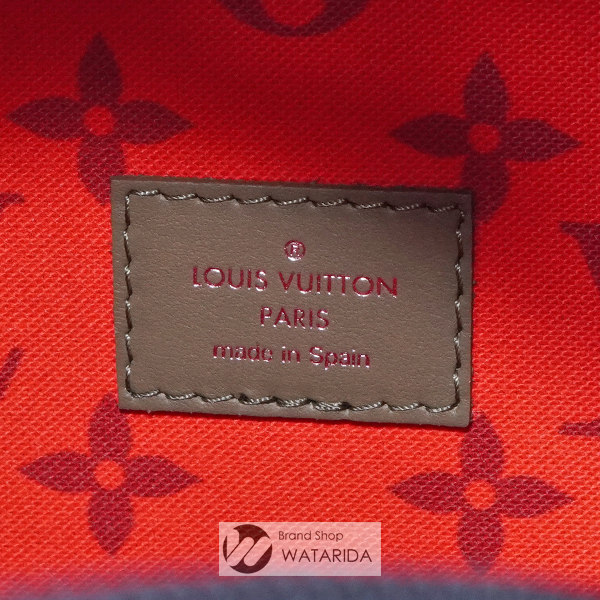 ®
LOUIS VUITTON
PARIS
made in Spain
Brand Shop
WATARIDA